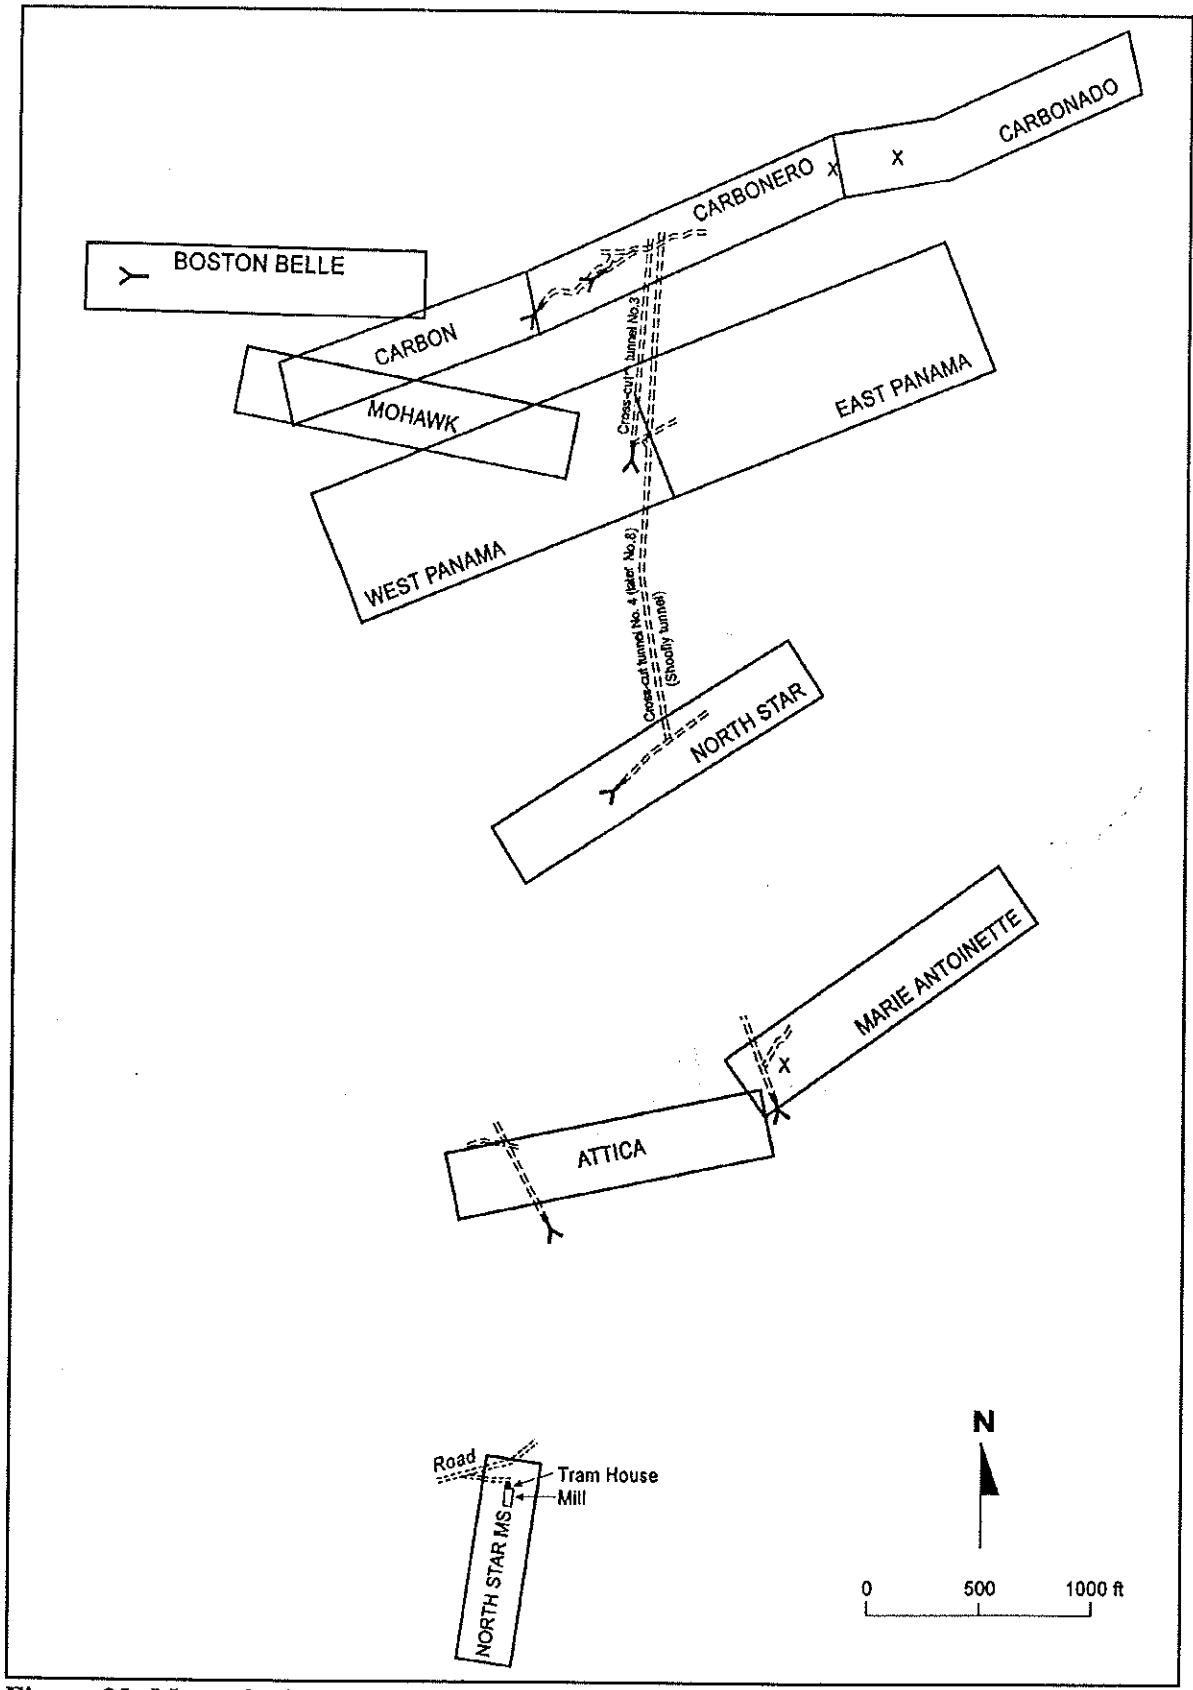 CARBONADO
X
X
CARBONERO
BOSTON BELLE
CARBON
Cross-cut tunnel No.3
EAST PANAMA
MOHAWK
WEST PANAMA
Cross-cut tunnel No. 4 (later No.8)
(Shoofly tunnel)
NORTH STAR
MARIE ANTOINETTE
X
ATTICA
N
Road
Tram House
Mill
NORTH STAR MS
0 500 1000 ft